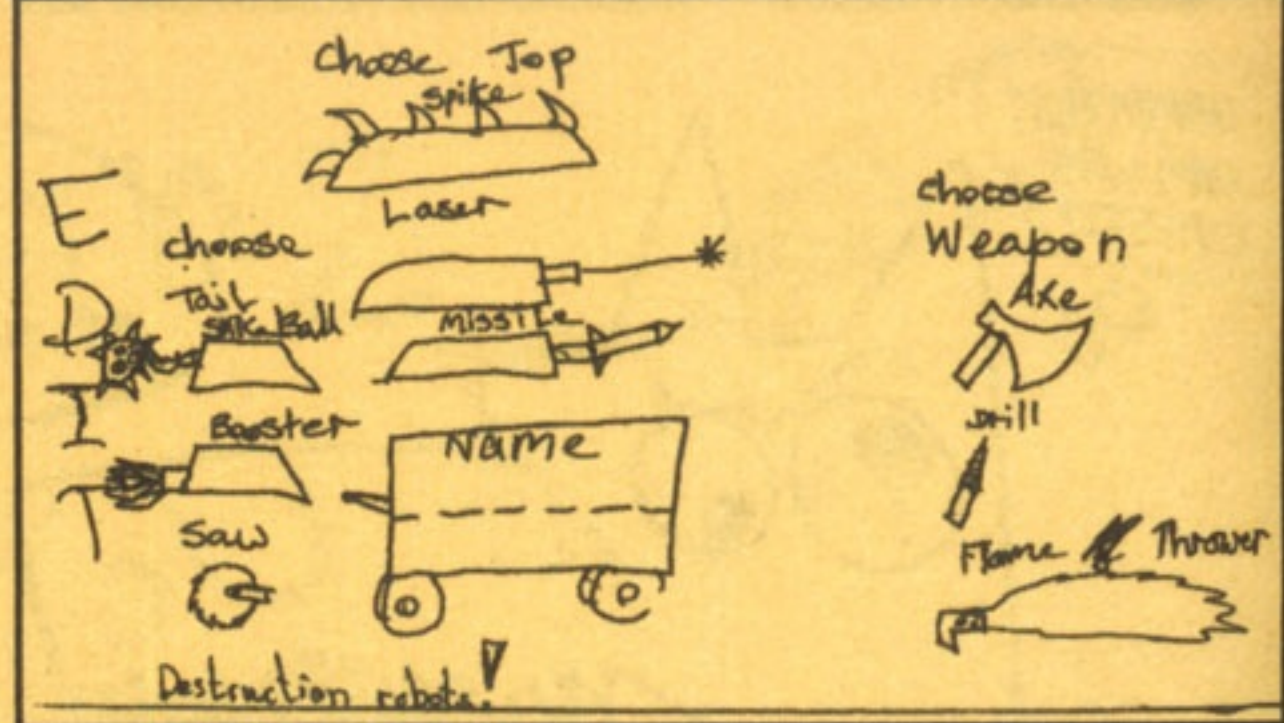 Choose Top
spike
Laser
Missile
EDIT
choose
Tail
Spike Ball
Booster
Saw
Name
choose
Weapon
Axe
Drill
Flame Thrower
Destruction robots!